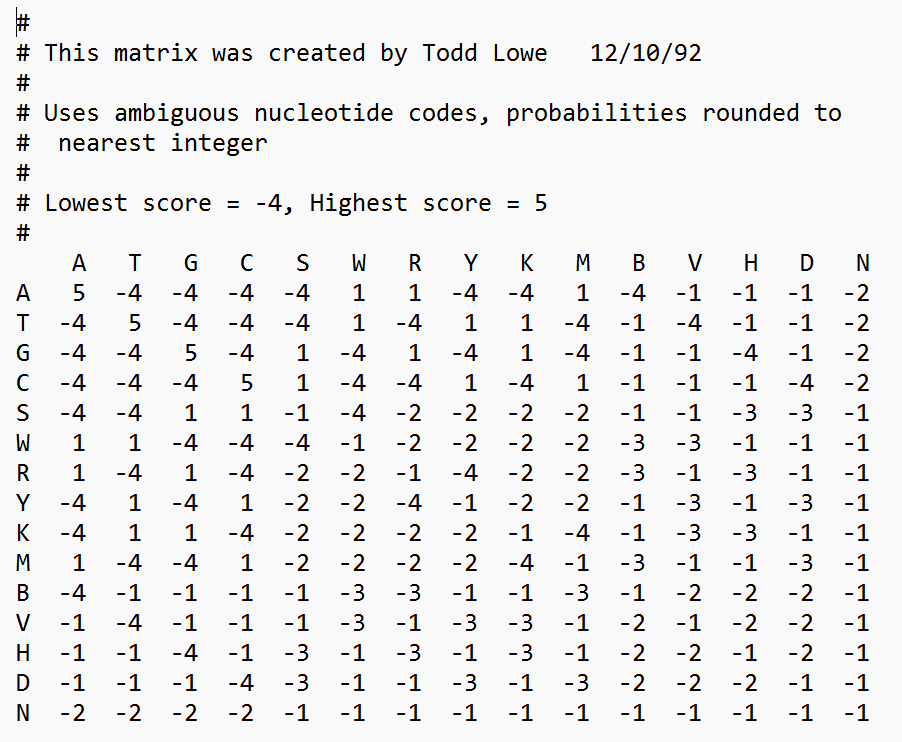 #
# This matrix was created by Todd Lowe   12/10/92
#
# Uses ambiguous nucleotide codes, probabilities rounded to
#  nearest integer
#
# Lowest score = -4, Highest score = 5
#
    A   T   G   C   S   W   R   Y   K   M   B   V   H   D   N
A   5  -4  -4  -4  -4   1   1  -4  -4   1  -4  -1  -1  -1  -2
T  -4   5  -4  -4  -4   1  -4   1   1  -4  -1  -4  -1  -1  -2
G  -4  -4   5  -4   1  -4   1  -4   1  -4  -1  -1  -4  -1  -2
C  -4  -4  -4   5   1  -4  -4   1  -4   1  -1  -1  -1  -4  -2
S  -4  -4   1   1  -1  -4  -2  -2  -2  -2  -1  -1  -3  -3  -1
W   1   1  -4  -4  -4  -1  -2  -2  -2  -2  -3  -3  -1  -1  -1
R   1  -4   1  -4  -2  -2  -1  -4  -2  -2  -3  -1  -3  -1  -1
Y  -4   1  -4   1  -2  -2  -4  -1  -2  -2  -1  -3  -1  -3  -1
K  -4   1   1  -4  -2  -2  -2  -2  -1  -4  -1  -3  -3  -1  -1
M   1  -4  -4   1  -2  -2  -2  -2  -4  -1  -3  -1  -1  -3  -1
B  -4  -1  -1  -1  -1  -3  -3  -1  -1  -3  -1  -2  -2  -2  -1
V  -1  -4  -1  -1  -1  -3  -1  -3  -3  -1  -2  -1  -2  -2  -1
H  -1  -1  -4  -1  -3  -1  -3  -1  -3  -1  -2  -2  -1  -2  -1
D  -1  -1  -1  -4  -3  -1  -1  -3  -1  -3  -2  -2  -2  -1  -1
N  -2  -2  -2  -2  -1  -1  -1  -1  -1  -1  -1  -1  -1  -1  -1